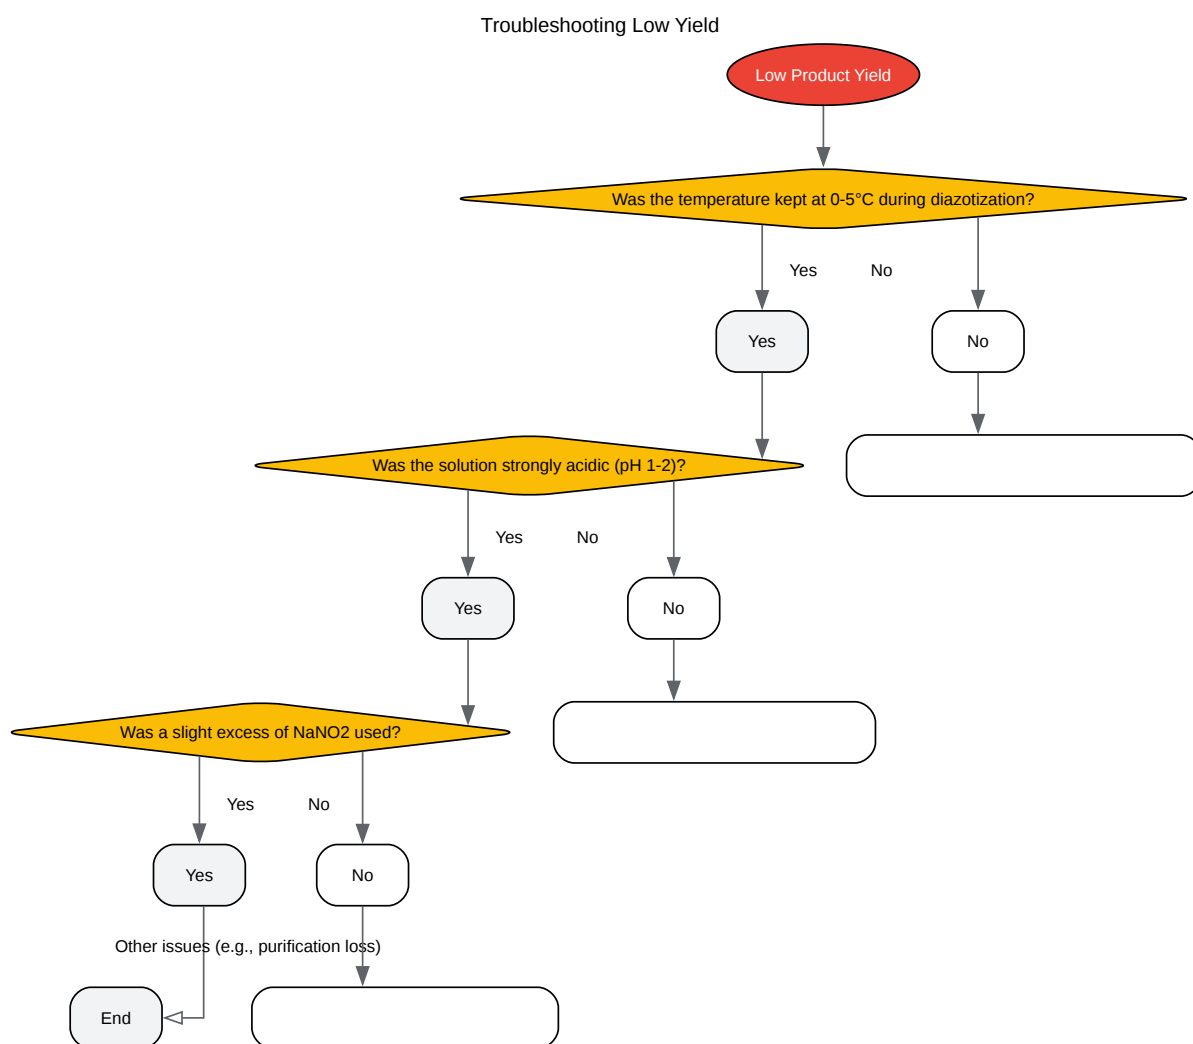 Troubleshooting Low Yield
Low Product Yield
Was the temperature kept at 0-5°C during diazotization?
Yes
No
Yes
No
Was the solution strongly acidic (pH 1-2)?
Yes
No
Yes
No
Was a slight excess of NaNO2 used?
Yes
No
Yes
No
Other issues (e.g., purification loss)
End